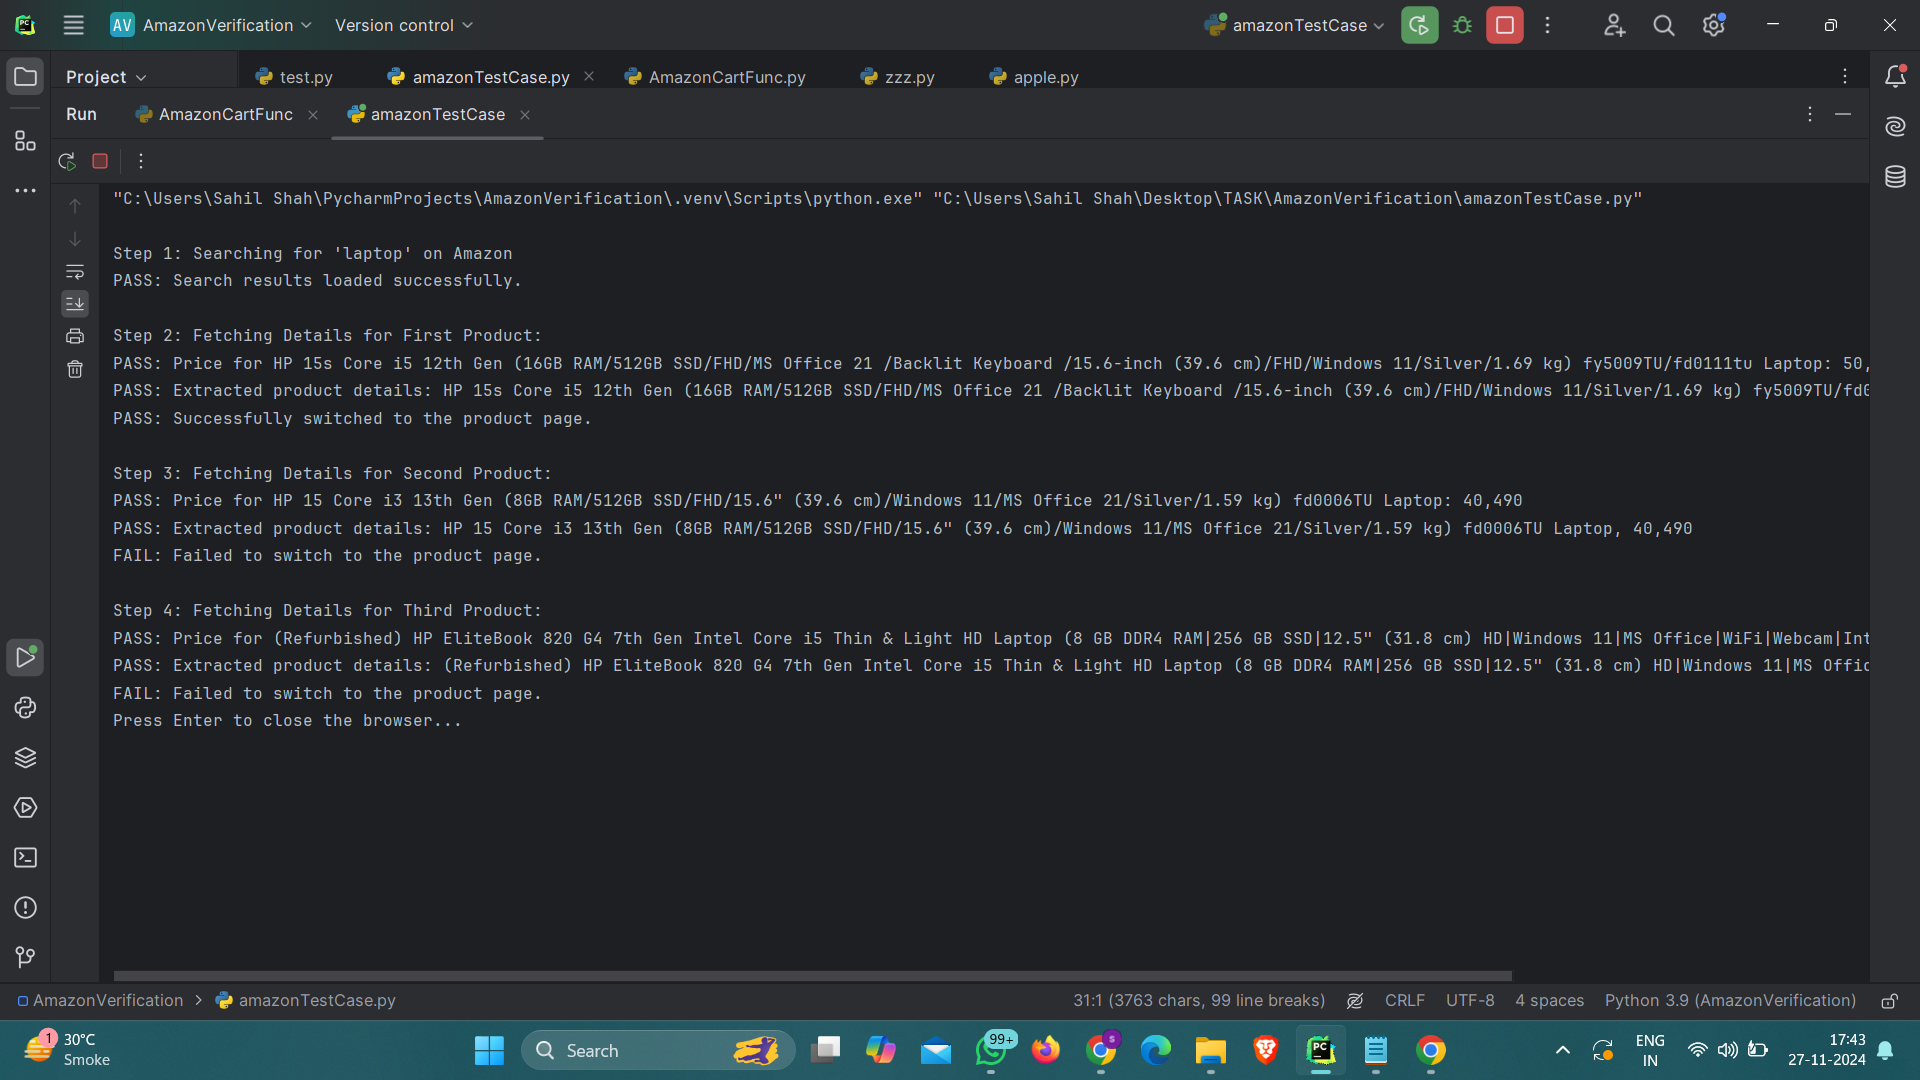 PC
AV AmazonVerification Version control amazonTestCase
Project test.py amazonTestCase.py AmazonCartFunc.py zzz.py apple.py
Run AmazonCartFunc amazonTestCase
"C:\Users\Sahil Shah\PycharmProjects\AmazonVerification\.venv\Scripts\python.exe" "C:\Users\Sahil Shah\Desktop\TASK\AmazonVerification\amazonTestCase.py"
Step 1: Searching for 'laptop' on Amazon
PASS: Search results loaded successfully.
Step 2: Fetching Details for First Product:
PASS: Price for HP 15s Core i5 12th Gen (16GB RAM/512GB SSD/FHD/MS Office 21 /Backlit Keyboard /15.6-inch (39.6 cm)/FHD/Windows 11/Silver/1.69 kg) fy5009TU/fd0111tu Laptop: 50,
PASS: Extracted product details: HP 15s Core i5 12th Gen (16GB RAM/512GB SSD/FHD/MS Office 21 /Backlit Keyboard /15.6-inch (39.6 cm)/FHD/Windows 11/Silver/1.69 kg) fy5009TU/fd0
PASS: Successfully switched to the product page.
Step 3: Fetching Details for Second Product:
PASS: Price for HP 15 Core i3 13th Gen (8GB RAM/512GB SSD/FHD/15.6" (39.6 cm)/Windows 11/MS Office 21/Silver/1.59 kg) fd0006TU Laptop: 40,490
PASS: Extracted product details: HP 15 Core i3 13th Gen (8GB RAM/512GB SSD/FHD/15.6" (39.6 cm)/Windows 11/MS Office 21/Silver/1.59 kg) fd0006TU Laptop, 40,490
FAIL: Failed to switch to the product page.
Step 4: Fetching Details for Third Product:
PASS: Price for (Refurbished) HP EliteBook 820 G4 7th Gen Intel Core i5 Thin & Light HD Laptop (8 GB DDR4 RAM|256 GB SSD|12.5" (31.8 cm) HD|Windows 11|MS Office|WiFi|Webcam|Int
PASS: Extracted product details: (Refurbished) HP EliteBook 820 G4 7th Gen Intel Core i5 Thin & Light HD Laptop (8 GB DDR4 RAM|256 GB SSD|12.5" (31.8 cm) HD|Windows 11|MS Offic
FAIL: Failed to switch to the product page.
Press Enter to close the browser...
AmazonVerification > amazonTestCase.py 31:1 (3763 chars, 99 line breaks) CRLF UTF-8 4 spaces Python 3.9 (AmazonVerification)
1 30°C
Smoke
Search
99+
S
PC
ENG
IN
17:43
27-11-2024